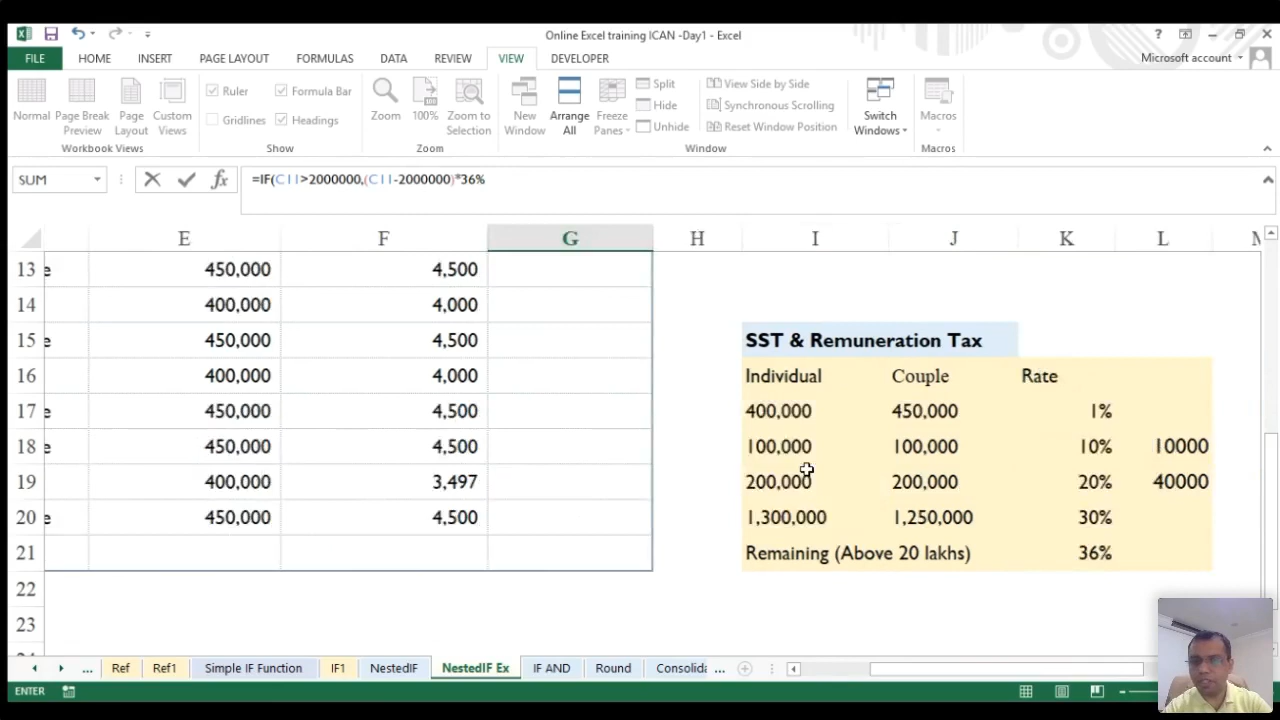 Online Excel training ICAN -Day1 - Excel
?
FILE HOME INSERT PAGE LAYOUT FORMULAS DATA REVIEW VIEW DEVELOPER Microsoft account
Normal Page Break Preview Page Layout Custom Views
Workbook Views
Ruler Formula Bar
Gridlines Headings
Show
Zoom 100% Zoom to Selection
Zoom
New Window Arrange All Freeze Panes
Split
Hide
Unhide
View Side by Side
Synchronous Scrolling
Reset Window Position
Switch Windows
Window
Macros
Macros
SUM fx =IF(C11>2000000,(C11-2000000)*36%
E F G H I J K L M
13 e 450,000 4,500
14 400,000 4,000
15 e 450,000 4,500 SST & Remuneration Tax
16 400,000 4,000 Individual Couple Rate
17 e 450,000 4,500 400,000 450,000 1%
18 e 450,000 4,500 100,000 100,000 10% 10000
19 400,000 3,497 200,000 200,000 20% 40000
20 e 450,000 4,500 1,300,000 1,250,000 30%
21 Remaining (Above 20 lakhs) 36%
22
23
... Ref Ref1 Simple IF Function IF1 NestedIF NestedIF Ex IF AND Round Consolida ...
ENTER